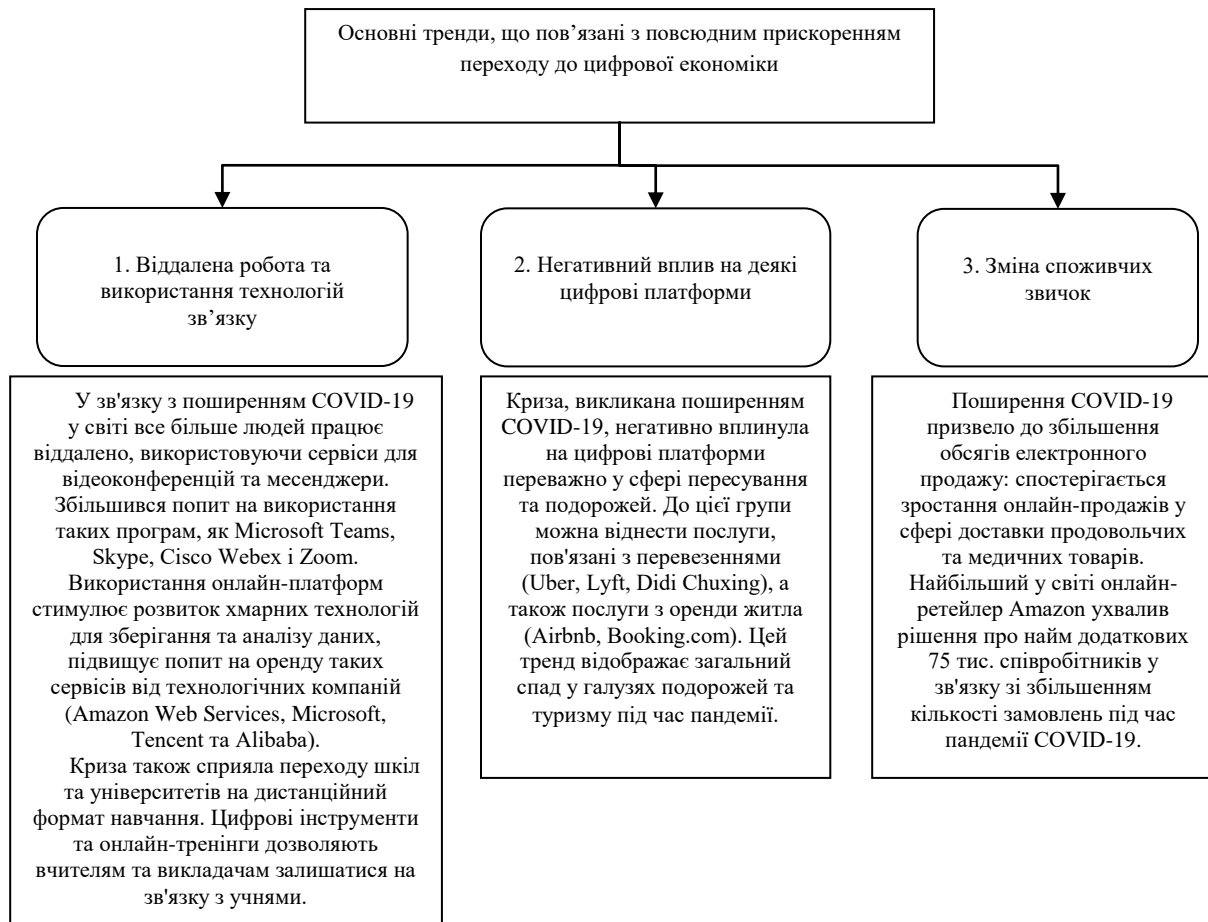 Основні тренди, що пов’язані з повсюдним прискоренням
переходу до цифрової економіки
1. Віддалена робота та
використання технологій
зв’язку
У зв'язку з поширенням COVID-19
у світі все більше людей працює
віддалено, використовуючи сервіси для
відеоконференцій та месенджери.
Збільшився попит на використання
таких програм, як Microsoft Teams,
Skype, Cisco Webex і Zoom.
Використання онлайн-платформ
стимулює розвиток хмарних технологій
для зберігання та аналізу даних,
підвищує попит на оренду таких
сервісів від технологічних компаній
(Amazon Web Services, Microsoft,
Tencent та Alibaba).
Криза також сприяла переходу шкіл
та університетів на дистанційний
формат навчання. Цифрові інструменти
та онлайн-тренінги дозволяють
вчителям та викладачам залишатися на
зв'язку з учнями.
2. Негативний вплив на деякі
цифрові платформи
Криза, викликана поширенням
COVID-19, негативно вплинула
на цифрові платформи
переважно у сфері пересування
та подорожей. До цієї групи
можна віднести послуги,
пов'язані з перевезеннями
(Uber, Lyft, Didi Chuxing), а
також послуги з оренди житла
(Airbnb, Booking.com). Цей
тренд відображає загальний
спад у галузях подорожей та
туризму під час пандемії.
3. Зміна споживчих
звичок
Поширення COVID-19
призвело до збільшення
обсягів електронного
продажу: спостерігається
зростання онлайн-продажів у
сфері доставки продовольчих
та медичних товарів.
Найбільший у світі онлайн-
ретейлер Amazon ухвалив
рішення про найм додаткових
75 тис. співробітників у
зв'язку зі збільшенням
кількості замовлень під час
пандемії COVID-19.